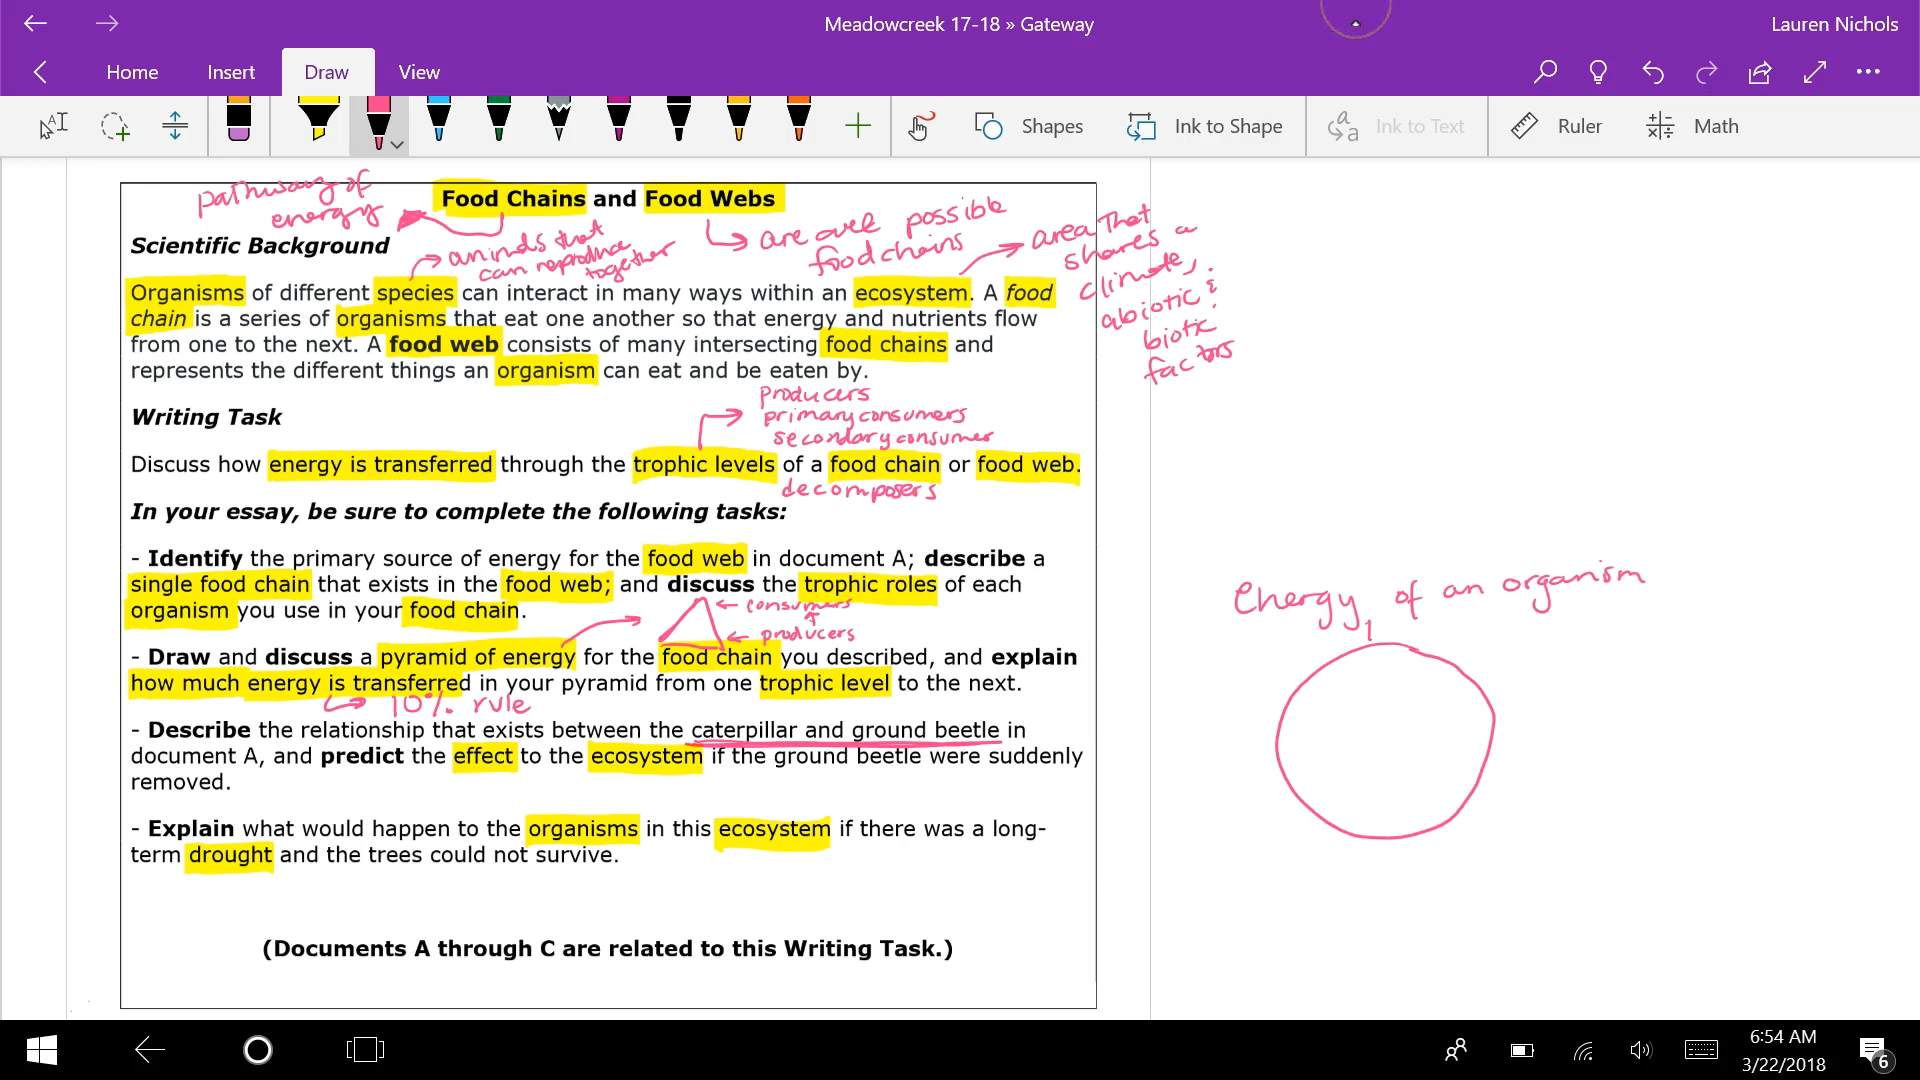 Meadowcreek 17-18 » Gateway
Lauren Nichols
Home Insert Draw View
Shapes Ink to Shape Ink to Text Ruler Math
pathway of
energy
Food Chains and Food Webs
Scientific Background
animals that
can reproduce
together
are all possible
food chains
area that
shares a
climate,
abiotic &
biotic
factors
Organisms of different species can interact in many ways within an ecosystem. A food
chain is a series of organisms that eat one another so that energy and nutrients flow
from one to the next. A food web consists of many intersecting food chains and
represents the different things an organism can eat and be eaten by.
Writing Task
producers
primary consumers
secondary consumer
Discuss how energy is transferred through the trophic levels of a food chain or food web.
decomposers
In your essay, be sure to complete the following tasks:
- Identify the primary source of energy for the food web in document A; describe a
single food chain that exists in the food web; and discuss the trophic roles of each
organism you use in your food chain.
consumers
producers
- Draw and discuss a pyramid of energy for the food chain you described, and explain
how much energy is transferred in your pyramid from one trophic level to the next.
10% rule
- Describe the relationship that exists between the caterpillar and ground beetle in
document A, and predict the effect to the ecosystem if the ground beetle were suddenly
removed.
- Explain what would happen to the organisms in this ecosystem if there was a long-
term drought and the trees could not survive.
(Documents A through C are related to this Writing Task.)
Energy of an organism
6:54 AM
3/22/2018
6